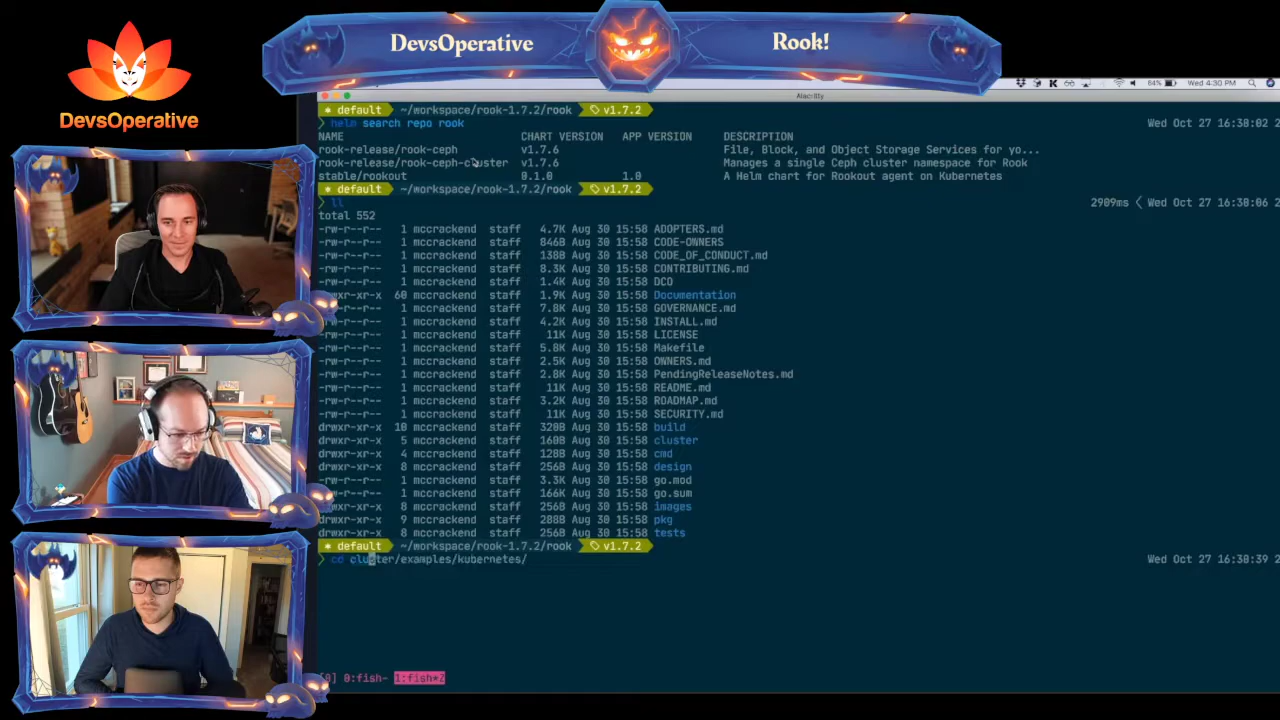 DevsOperative
Rook!
DevsOperative
84% Wed 4:30 PM
Alacritty
default ~/workspace/rook-1.7.2/rook v1.7.2
helm search repo rook Wed Oct 27 16:38:02 2
NAME CHART VERSION APP VERSION DESCRIPTION
rook-release/rook-ceph v1.7.6 File, Block, and Object Storage Services for yo...
rook-release/rook-ceph-cluster v1.7.6 Manages a single Ceph cluster namespace for Rook
stable/rookout 0.1.0 1.0 A Helm chart for Rookout agent on Kubernetes
default ~/workspace/rook-1.7.2/rook v1.7.2
ll 2909ms Wed Oct 27 16:38:06 2
total 552
-rw-r--r-- 1 mccrackend staff 4.7K Aug 30 15:58 ADOPTERS.md
-rw-r--r-- 1 mccrackend staff 846B Aug 30 15:58 CODE-OWNERS
-rw-r--r-- 1 mccrackend staff 138B Aug 30 15:58 CODE_OF_CONDUCT.md
-rw-r--r-- 1 mccrackend staff 8.3K Aug 30 15:58 CONTRIBUTING.md
-rw-r--r-- 1 mccrackend staff 1.4K Aug 30 15:58 DCO
drwxr-xr-x 60 mccrackend staff 1.9K Aug 30 15:58 Documentation
-rw-r--r-- 1 mccrackend staff 7.8K Aug 30 15:58 GOVERNANCE.md
-rw-r--r-- 1 mccrackend staff 4.2K Aug 30 15:58 INSTALL.md
-rw-r--r-- 1 mccrackend staff 11K Aug 30 15:58 LICENSE
-rw-r--r-- 1 mccrackend staff 5.8K Aug 30 15:58 Makefile
-rw-r--r-- 1 mccrackend staff 2.5K Aug 30 15:58 OWNERS.md
-rw-r--r-- 1 mccrackend staff 2.8K Aug 30 15:58 PendingReleaseNotes.md
-rw-r--r-- 1 mccrackend staff 11K Aug 30 15:58 README.md
-rw-r--r-- 1 mccrackend staff 3.2K Aug 30 15:58 ROADMAP.md
-rw-r--r-- 1 mccrackend staff 11K Aug 30 15:58 SECURITY.md
drwxr-xr-x 10 mccrackend staff 320B Aug 30 15:58 build
drwxr-xr-x 5 mccrackend staff 160B Aug 30 15:58 cluster
drwxr-xr-x 4 mccrackend staff 128B Aug 30 15:58 cmd
drwxr-xr-x 8 mccrackend staff 256B Aug 30 15:58 design
-rw-r--r-- 1 mccrackend staff 3.3K Aug 30 15:58 go.mod
-rw-r--r-- 1 mccrackend staff 166K Aug 30 15:58 go.sum
drwxr-xr-x 8 mccrackend staff 256B Aug 30 15:58 images
drwxr-xr-x 9 mccrackend staff 288B Aug 30 15:58 pkg
drwxr-xr-x 8 mccrackend staff 256B Aug 30 15:58 tests
default ~/workspace/rook-1.7.2/rook v1.7.2
cd cluster/examples/kubernetes/ Wed Oct 27 16:30:39 2
[0] 0:fish- 1:fish*Z